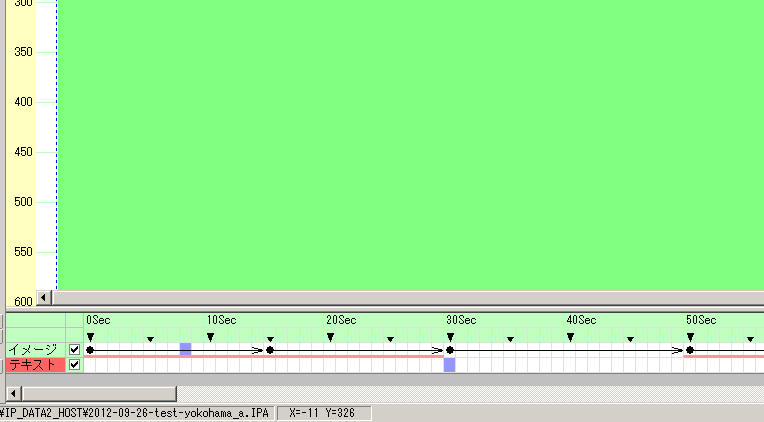 300
350
400
450
500
550
600
0Sec 10Sec 20Sec 30Sec 40Sec 50Sec
イメージ
テキスト
¥IP_DATA2_HOST¥2012-09-26-test-yokohama_a.IPA X=-11 Y=326